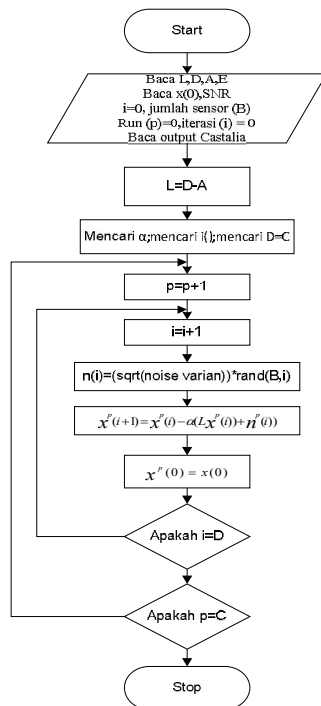 Start
Baca L,D,A,E
Baca x(0),SNR
i=0, jumlah sensor (B)
Run (p)=0,iterasi (i) = 0
Baca output Castalia
L=D-A
Mencari α;mencari i();mencari D=C
p=p+1
i=i+1
n(i)=(sqrt(noise varian))*rand(B,i)
x^p(i+1)=x^p(i)-α(Lx^p(i))+n^p(i))
x^p(0) = x(0)
Apakah i=D
Apakah p=C
Stop